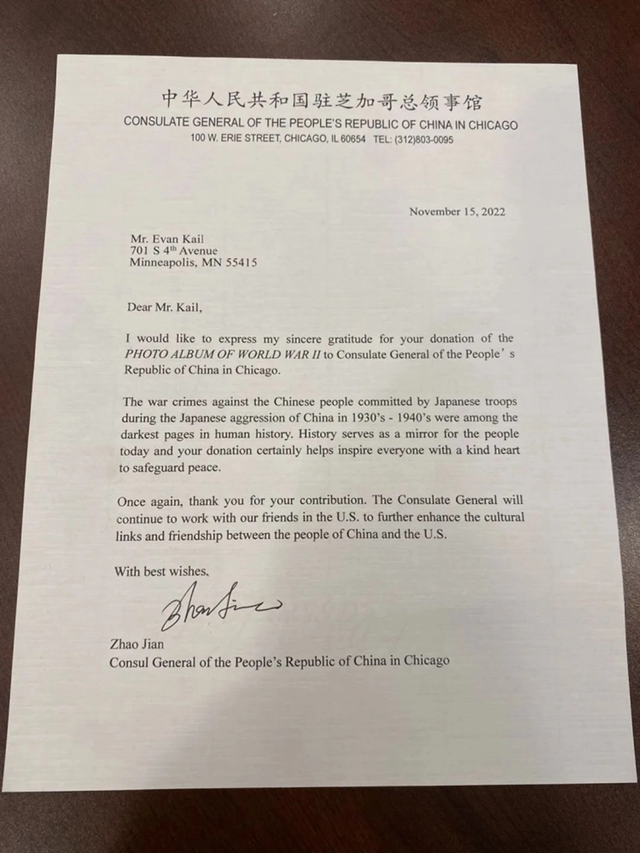 中华人民共和国驻芝加哥总领事馆
CONSULATE GENERAL OF THE PEOPLE'S REPUBLIC OF CHINA IN CHICAGO
100 W. ERIE STREET, CHICAGO, IL 60654 TEL: (312)803-0095
November 15, 2022
Mr. Evan Kail
701 S 4th Avenue
Minneapolis, MN 55415
Dear Mr. Kail,
I would like to express my sincere gratitude for your donation of the
PHOTO ALBUM OF WORLD WAR II to Consulate General of the People's
Republic of China in Chicago.
The war crimes against the Chinese people committed by Japanese troops
during the Japanese aggression of China in 1930's - 1940's were among the
darkest pages in human history. History serves as a mirror for the people
today and your donation certainly helps inspire everyone with a kind heart
to safeguard peace.
Once again, thank you for your contribution. The Consulate General will
continue to work with our friends in the U.S. to further enhance the cultural
links and friendship between the people of China and the U.S.
With best wishes,
Zhao Jian
Zhao Jian
Consul General of the People's Republic of China in Chicago